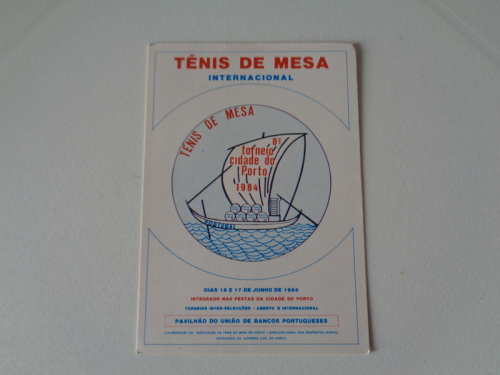 TÉNIS DE MESA
INTERNACIONAL
TÉNIS DE MESA
8º
torneio
cidade do
Porto
1984
PORTUGAL
DIAS 16 E 17 DE JUNHO DE 1984
INTEGRADO NAS FESTAS DA CIDADE DO PORTO
TORNEIOS INTER-SELECÇÕES - ABERTO E INTERNACIONAL
PAVILHÃO DO UNIÃO DE BANCOS PORTUGUESES